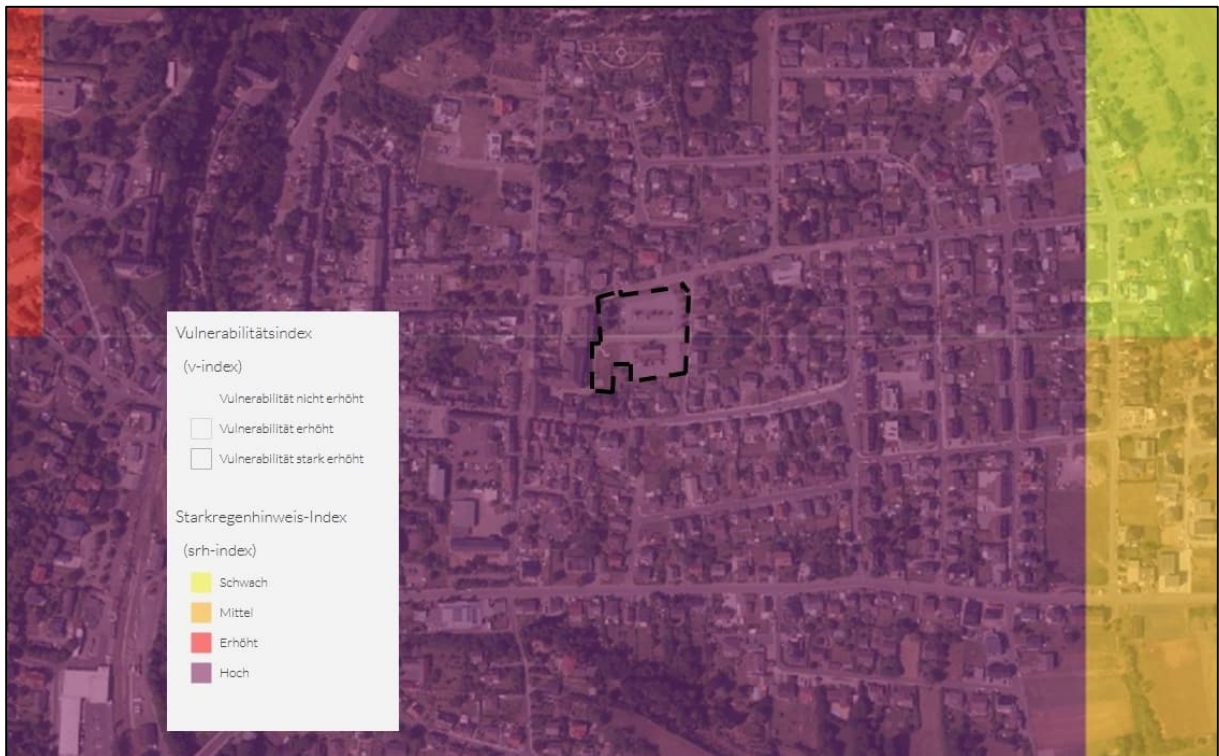 Vulnerabilitätsindex
(v-index)
Vulnerabilität nicht erhöht
Vulnerabilität erhöht
Vulnerabilität stark erhöht
Starkregenhinweis-Index
(srh-index)
Schwach
Mittel
Erhöht
Hoch